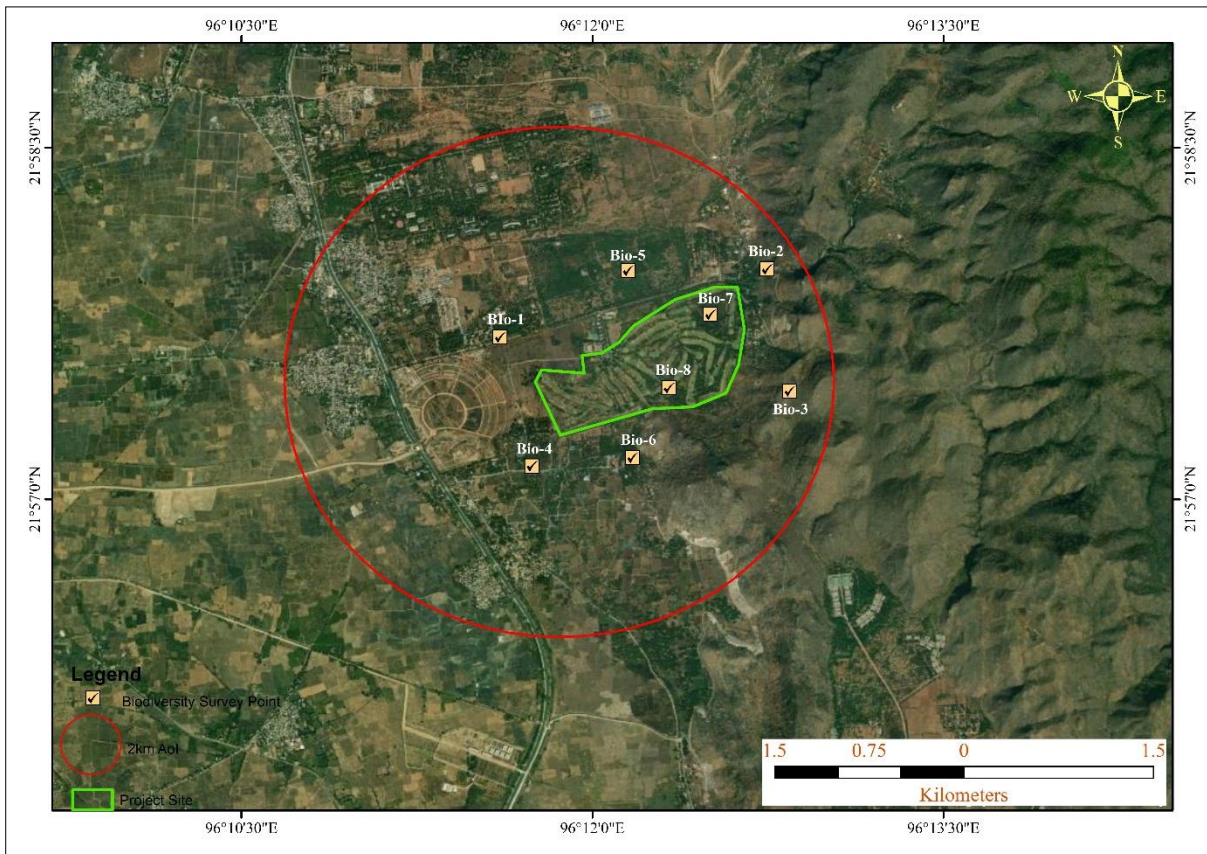 96°10'30"E 96°12'0"E 96°13'30"E
N
W E
S
21°58'30"N 21°58'30"N
Bio-5
Bio-2
Bio-7
BIo-1
Bio-8
Bio-3
Bio-6
Bio-4
21°57'0"N 21°57'0"N
Legend
Biodiversity Survey Point
2km AoI
Project Site
1.5 0.75 0 1.5
Kilometers
96°10'30"E 96°12'0"E 96°13'30"E